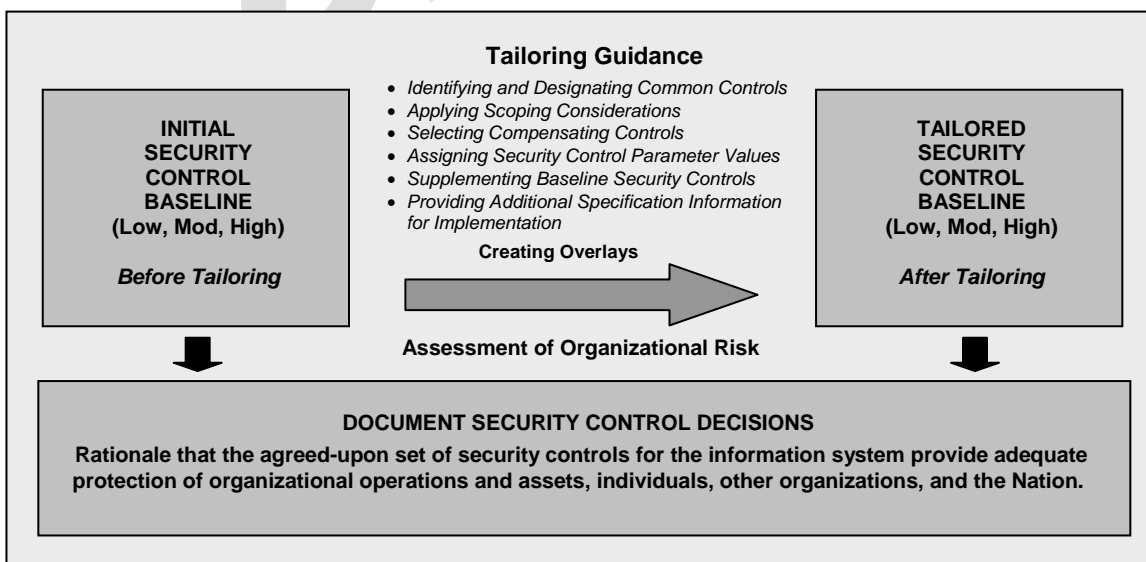 Tailoring Guidance
• Identifying and Designating Common Controls
• Applying Scoping Considerations
• Selecting Compensating Controls
• Assigning Security Control Parameter Values
• Supplementing Baseline Security Controls
• Providing Additional Specification Information
for Implementation
Creating Overlays
Assessment of Organizational Risk
INITIAL
SECURITY
CONTROL
BASELINE
(Low, Mod, High)
Before Tailoring
TAILORED
SECURITY
CONTROL
BASELINE
(Low, Mod, High)
After Tailoring
DOCUMENT SECURITY CONTROL DECISIONS
Rationale that the agreed-upon set of security controls for the information system provide adequate
protection of organizational operations and assets, individuals, other organizations, and the Nation.